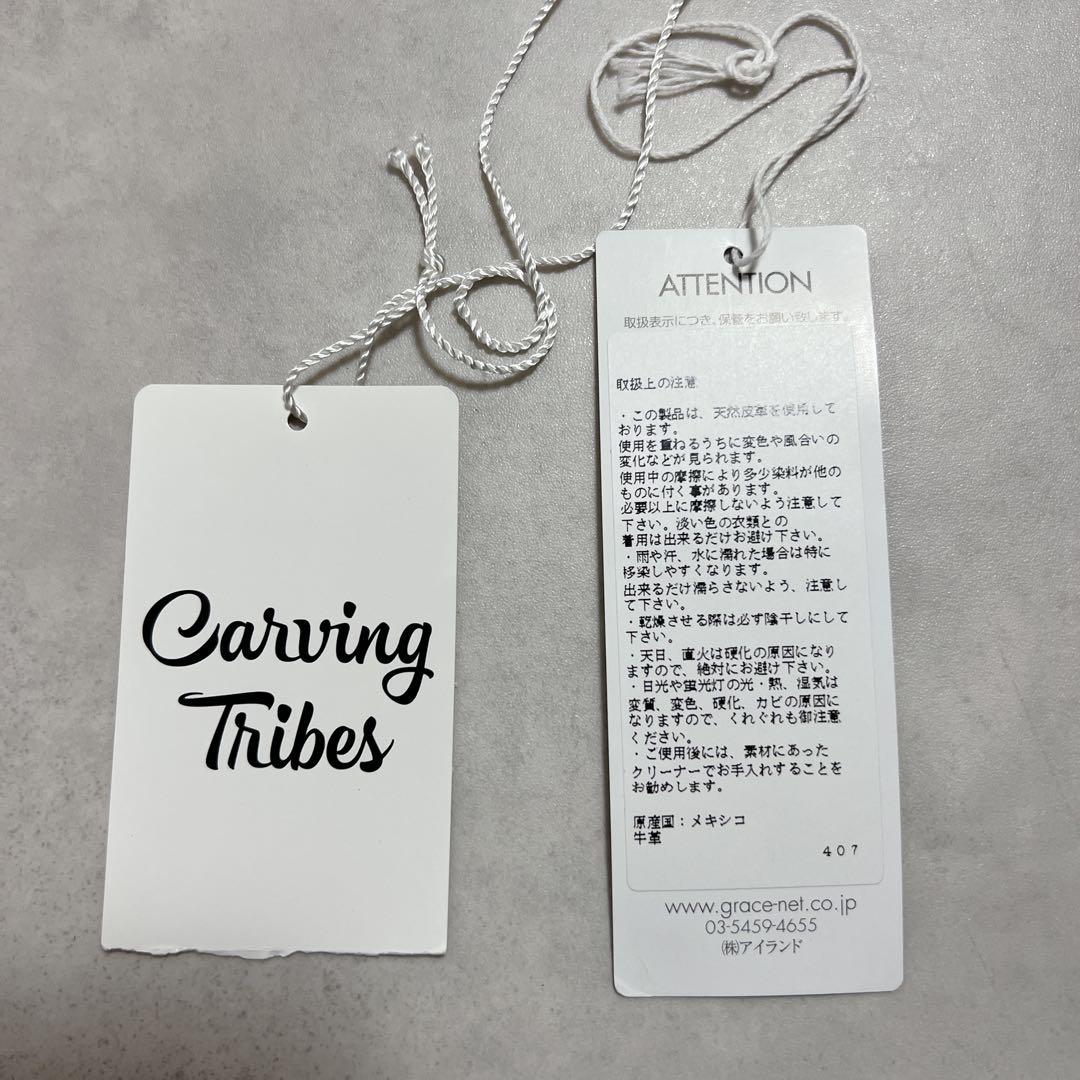 Carving
Tribes
ATTENTION
取扱表示につき、保養をお願い致します。
取扱上の注意
・この製品は、天然皮革を使用して
おります。
使用を重ねるうちに変色や風合いの
変化などが見られます。
使用中の摩擦により多少染料が他の
ものに付く事があります。
必要以上に摩擦しないよう注意して
下さい。淡い色の衣類との
着用は出来るだけお避け下さい。
・雨や汗、水に濡れた場合は特に
移染しやすくなります。
出来るだけ濡らさないよう、注意し
て下さい。
・乾燥させる際は必ず陰干しにして
下さい。
・天日、直火は硬化の原因になり
ますので、絶対にお避け下さい。
・日光や蛍光灯の光・熱、湿気は
変質、変色、硬化、カビの原因に
なりますので、くれぐれも御注意
ください。
・ご使用後には、素材にあった
クリーナーでお手入れすることを
お勧めします。
原産国：メキシコ
牛革
407
www.grace-net.co.jp
03-5459-4655
㈱アイランド